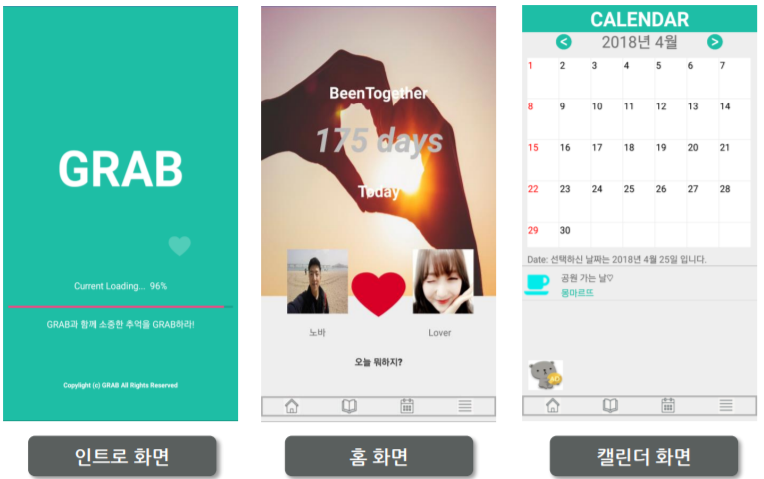 GRAB
Current Loading... 96%
GRAB과 함께 소중한 추억을 GRAB하라!
Copylight (c) GRAB All Rights Reserved
인트로 화면
BeenTogether
175 days
Today
노바
Lover
오늘 뭐하지?
홈 화면
CALENDAR
<
2018년 4월
>
1 2 3 4 5 6 7
8 9 10 11 12 13 14
15 16 17 18 19 20 21
22 23 24 25 26 27 28
29 30
Date: 선택하신 날짜는 2018년 4월 25일 입니다.
공원 가는 날♡
몽마르뜨
AD
캘린더 화면